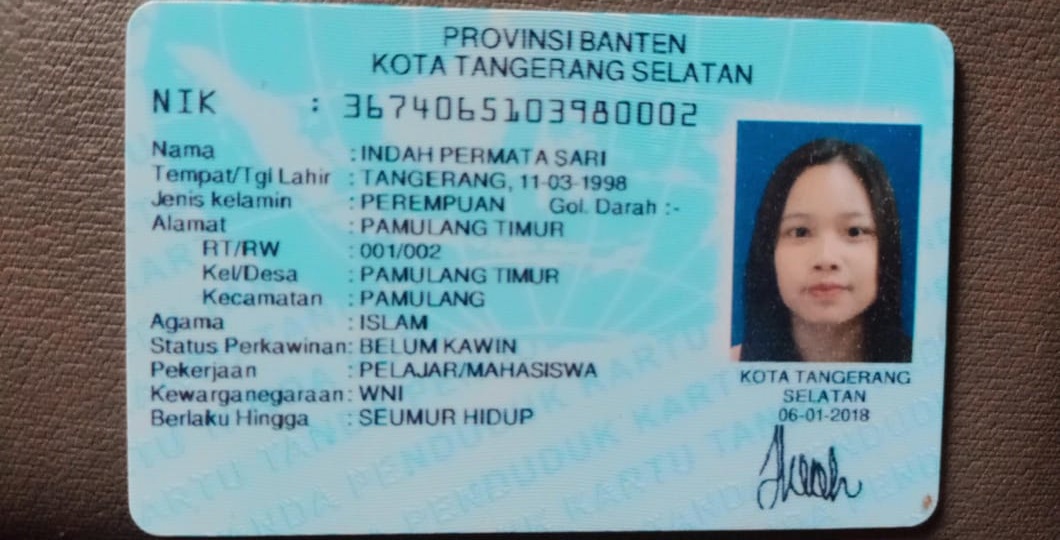 PROVINSI BANTEN
KOTA TANGERANG SELATAN
NIK : 3674065103980002
Nama : INDAH PERMATA SARI
Tempat/Tgl Lahir : TANGERANG, 11-03-1998
Jenis kelamin : PEREMPUAN Gol. Darah :-
Alamat : PAMULANG TIMUR
RT/RW : 001/002
Kel/Desa : PAMULANG TIMUR
Kecamatan : PAMULANG
Agama : ISLAM
Status Perkawinan: BELUM KAWIN
Pekerjaan : PELAJAR/MAHASISWA
Kewarganegaraan: WNI
Berlaku Hingga : SEUMUR HIDUP
KOTA TANGERANG
SELATAN
06-01-2018